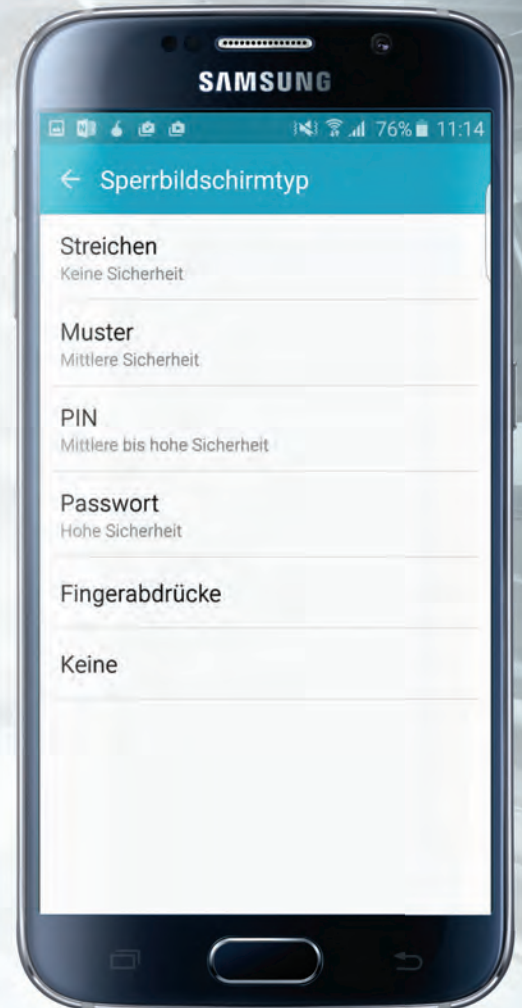 SAMSUNG
76% 11:14
Sperrbildschirmtyp
Streichen
Keine Sicherheit
Muster
Mittlere Sicherheit
PIN
Mittlere bis hohe Sicherheit
Passwort
Hohe Sicherheit
Fingerabdrücke
Keine